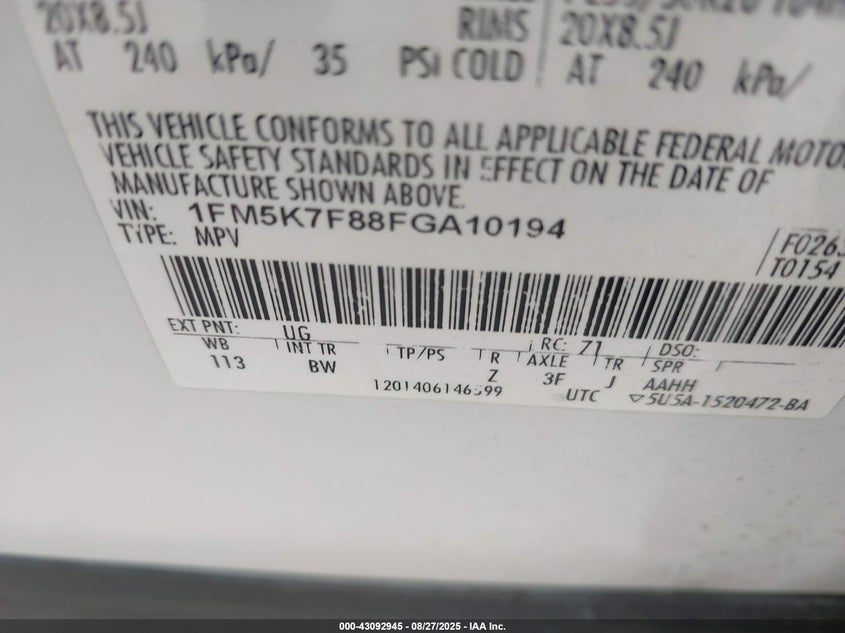 20X8.5J
AT 240 kPa/ 35 PSI COLD
RIMS 20X8.5J
AT 240 kPa/
THIS VEHICLE CONFORMS TO ALL APPLICABLE FEDERAL MOTO
VEHICLE SAFETY STANDARDS IN EFFECT ON THE DATE OF
MANUFACTURE SHOWN ABOVE.
VIN: 1FM5K7F88FGA10194
TYPE: MPV
F0263
T0154
EXT PNT: UG RC: 71 DSO:
WB INT TR TP/PS R AXLE TR SPR
113 BW Z 3F J AAHH
1201406146599 UTC ▽5U5A-1520472-BA
000-43092945 - 08/27/2025 - IAA Inc.